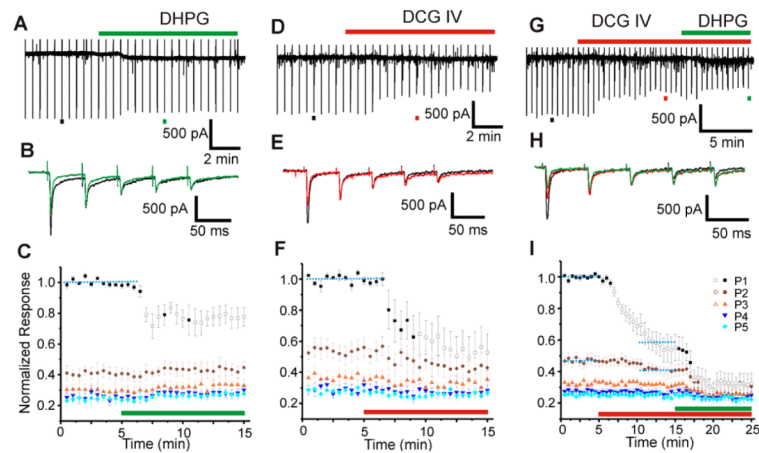 A
DHPG
500 pA
2 min
B
500 pA
50 ms
C
Normalized Response
1.0
0.8
0.6
0.4
0.2
0
5
10
15
Time (min)
D
DCG IV
500 pA
2 min
E
500 pA
50 ms
F
1.0
0.8
0.6
0.4
0.2
0
5
10
15
Time (min)
G
DCG IV
DHPG
500 pA
5 min
H
500 pA
50 ms
I
P1
P2
P3
P4
P5
1.0
0.8
0.6
0.4
0.2
0
5
10
15
20
25
Time (min)